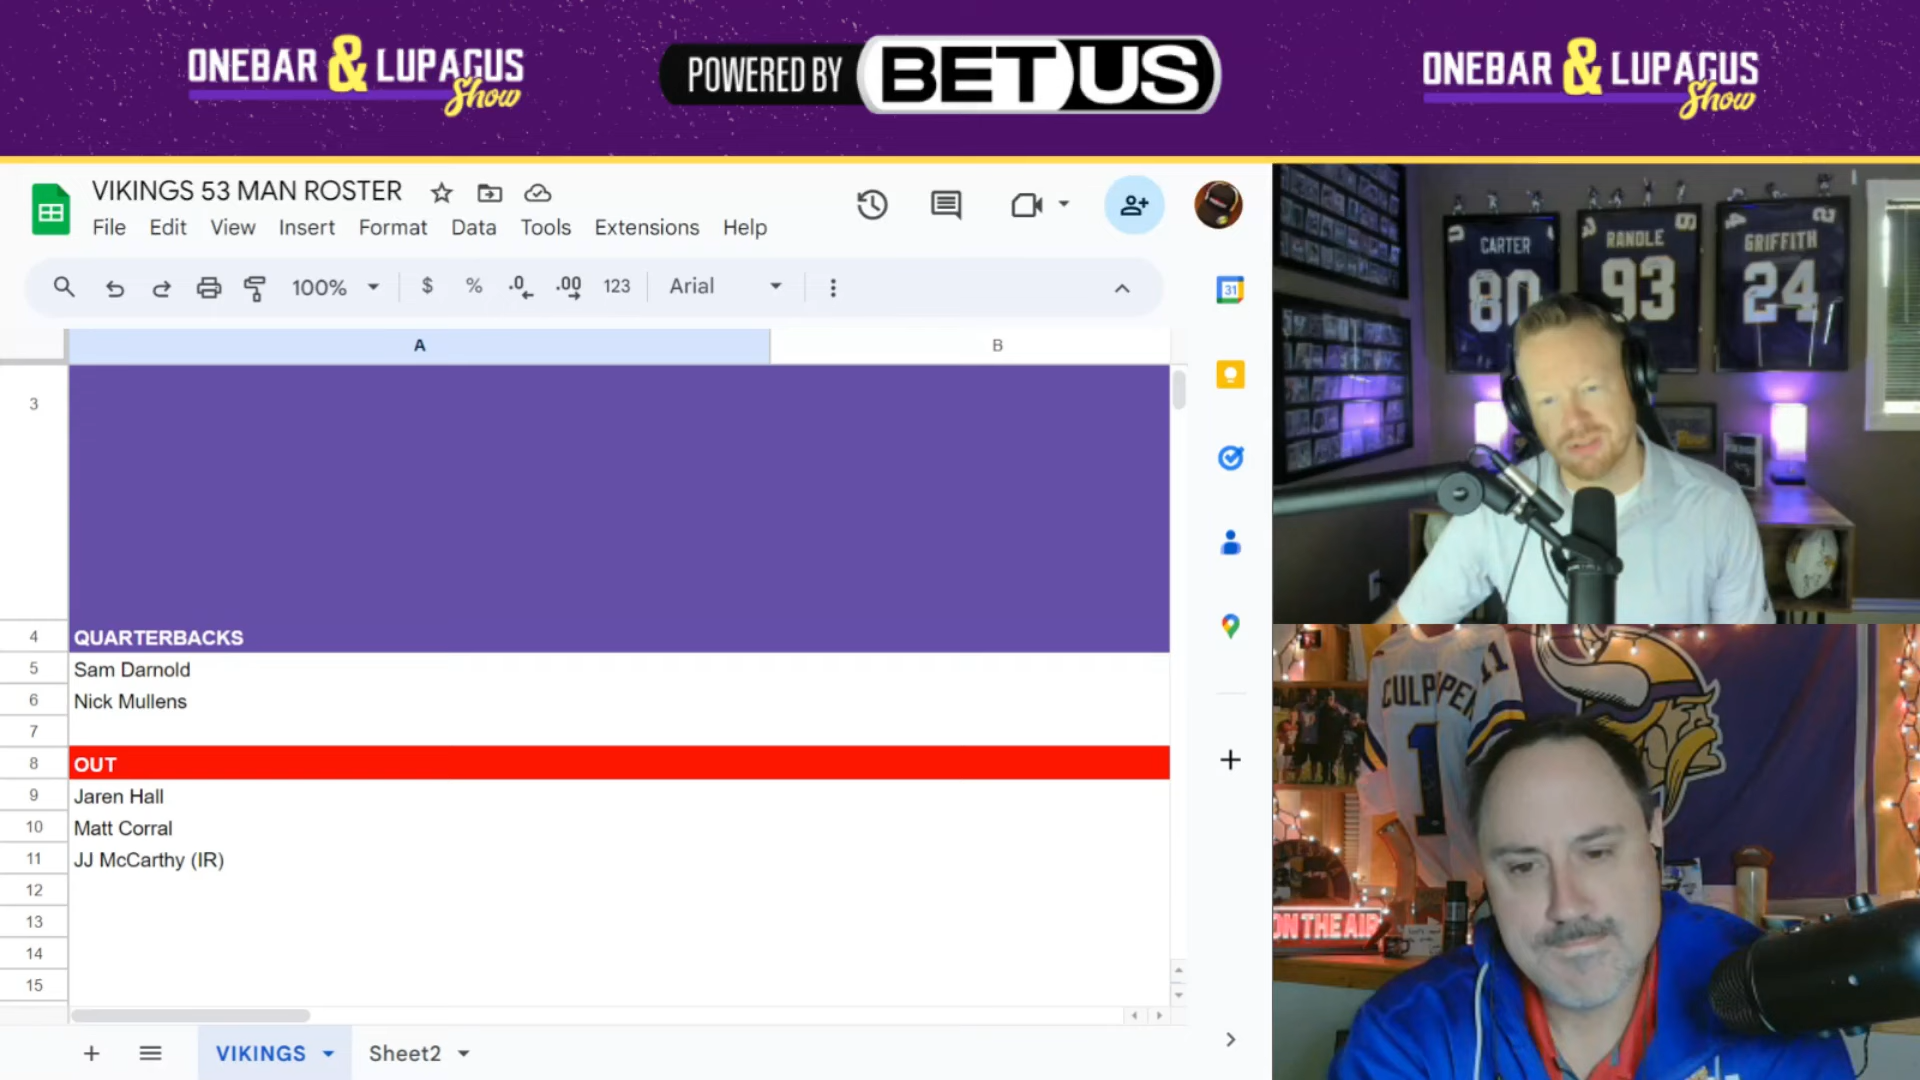 ONEBAR & LUPAGUS
Show
POWERED BY BETUS
ONEBAR & LUPAGUS
Show
VIKINGS 53 MAN ROSTER
File Edit View Insert Format Data Tools Extensions Help
100% $ % .0 .00 123 Arial
31
A B
3
4 QUARTERBACKS
5 Sam Darnold
6 Nick Mullens
7
8 OUT
9 Jaren Hall
10 Matt Corral
11 JJ McCarthy (IR)
12
13
14
15
VIKINGS Sheet2
CARTER
80
RANDLE
93
GRIFFITH
24
CULPEPPER
11
ON THE AIR